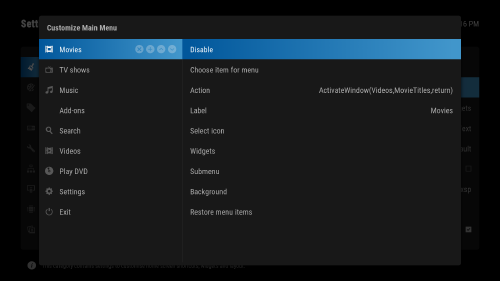 Sett
6 PM
Customize Main Menu
Movies
Disable
TV shows
Choose item for menu
Music
Action
ActivateWindow(Videos,MovieTitles,return)
Add-ons
Label
Movies
Search
Select icon
Videos
Widgets
Play DVD
Submenu
Settings
Background
Exit
Restore menu items